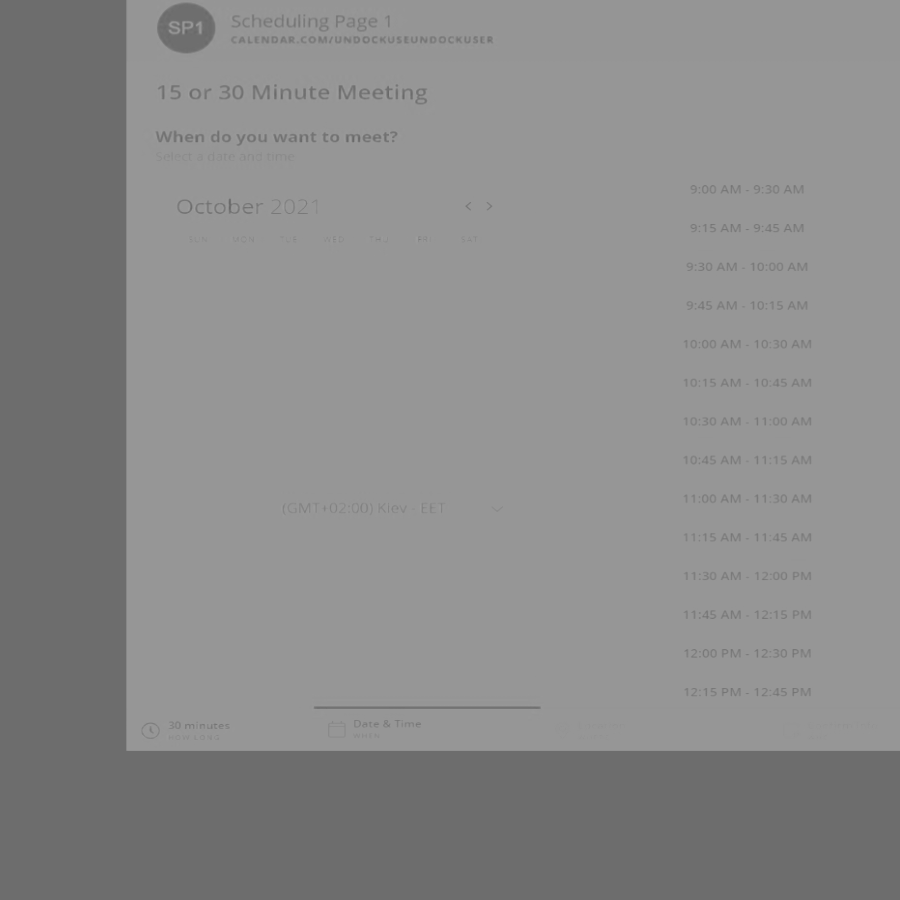 SP1
Scheduling Page 1
CALENDAR.COM/UNDOCKUSEUNDOCKUSER
15 or 30 Minute Meeting
When do you want to meet?
Select a date and time
October 2021
< >
SUN MON TUE WED THU FRI SAT
(GMT+02:00) Kiev - EET
9:00 AM - 9:30 AM
9:15 AM - 9:45 AM
9:30 AM - 10:00 AM
9:45 AM - 10:15 AM
10:00 AM - 10:30 AM
10:15 AM - 10:45 AM
10:30 AM - 11:00 AM
10:45 AM - 11:15 AM
11:00 AM - 11:30 AM
11:15 AM - 11:45 AM
11:30 AM - 12:00 PM
11:45 AM - 12:15 PM
12:00 PM - 12:30 PM
12:15 PM - 12:45 PM
30 minutes
HOW LONG
Date & Time
WHEN